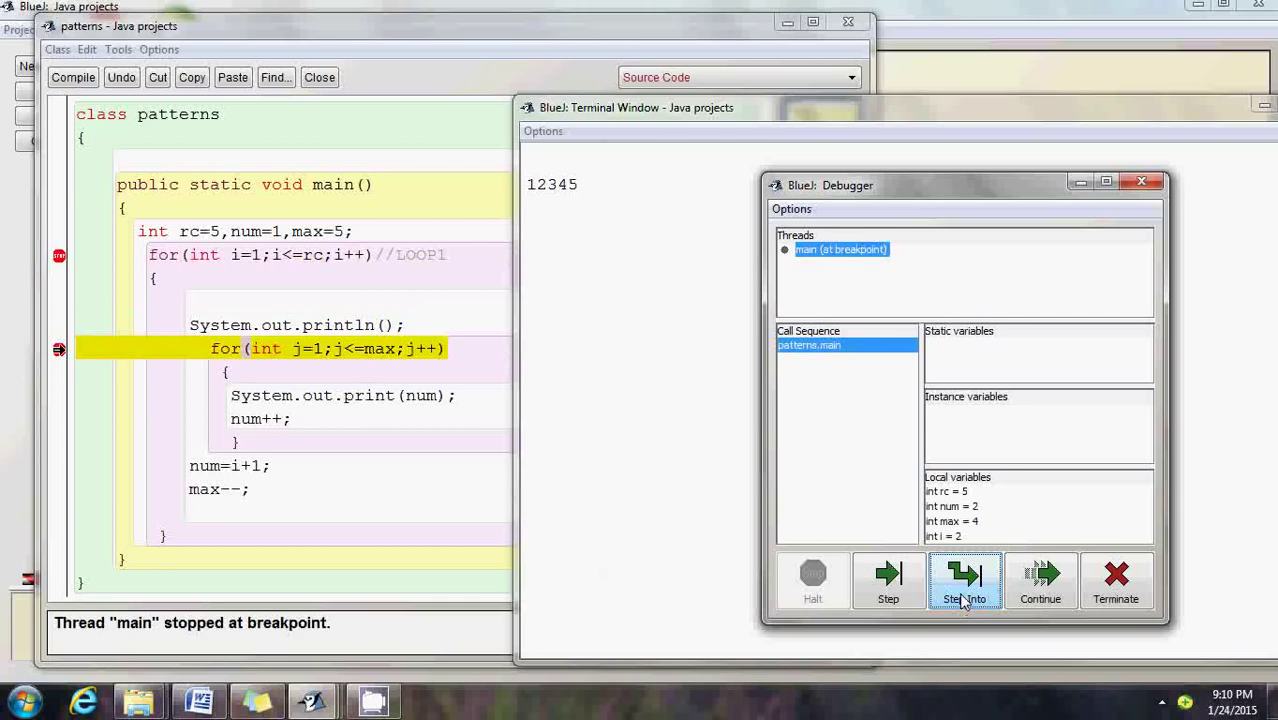 BlueJ: Java projects
patterns - Java projects
Class Edit Tools Options
Compile Undo Cut Copy Paste Find... Close Source Code
class patterns
{
public static void main()
{
int rc=5,num=1,max=5;
for(int i=1;i<=rc;i++)//LOOP1
{
System.out.println();
for(int j=1;j<=max;j++)
{
System.out.print(num);
num++;
}
num=i+1;
max--;
}
}
}
Thread "main" stopped at breakpoint.
BlueJ: Terminal Window - Java projects
Options
12345
BlueJ: Debugger
Options
Threads
main (at breakpoint)
Call Sequence
patterns.main
Static variables
Instance variables
Local variables
int rc = 5
int num = 2
int max = 4
int i = 2
Halt Step Step Into Continue Terminate
9:10 PM
1/24/2015